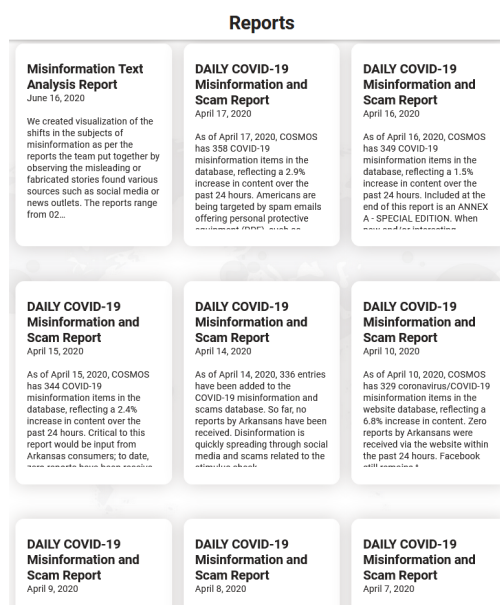 Reports
Misinformation Text
Analysis Report
June 16, 2020
We created visualization of the
shifts in the subjects of
misinformation as per the
reports the team put together by
observing the misleading or
fabricated stories found various
sources such as social media or
news outlets. The reports range
from 02...
DAILY COVID-19
Misinformation and
Scam Report
April 17, 2020
As of April 17, 2020, COSMOS
has 358 COVID-19
misinformation items in the
database, reflecting a 2.9%
increase in content over the
past 24 hours. Americans are
being targeted by spam emails
offering personal protective
equipment (PPE), such as
DAILY COVID-19
Misinformation and
Scam Report
April 16, 2020
As of April 16, 2020, COSMOS
has 349 COVID-19
misinformation items in the
database, reflecting a 1.5%
increase in content over the
past 24 hours. Included at the
end of this report is an ANNEX
A - SPECIAL EDITION. When
new and/or interesting
DAILY COVID-19
Misinformation and
Scam Report
April 15, 2020
As of April 15, 2020, COSMOS
has 344 COVID-19
misinformation items in the
database, reflecting a 2.4%
increase in content over the
past 24 hours. Critical to this
report would be input from
Arkansas consumers; to date,
zero reports have been receive
DAILY COVID-19
Misinformation and
Scam Report
April 14, 2020
As of April 14, 2020, 336 entries
have been added to the
COVID-19 misinformation and
scams database. So far, no
reports by Arkansans have been
received. Disinformation is
quickly spreading through social
media and scams related to the
stimulus check
DAILY COVID-19
Misinformation and
Scam Report
April 10, 2020
As of April 10, 2020, COSMOS
has 329 coronavirus/COVID-19
misinformation items in the
website database, reflecting a
6.8% increase in content. Zero
reports by Arkansans were
received via the website within
the past 24 hours. Facebook
still remains t
DAILY COVID-19
Misinformation and
Scam Report
April 9, 2020
DAILY COVID-19
Misinformation and
Scam Report
April 8, 2020
DAILY COVID-19
Misinformation and
Scam Report
April 7, 2020